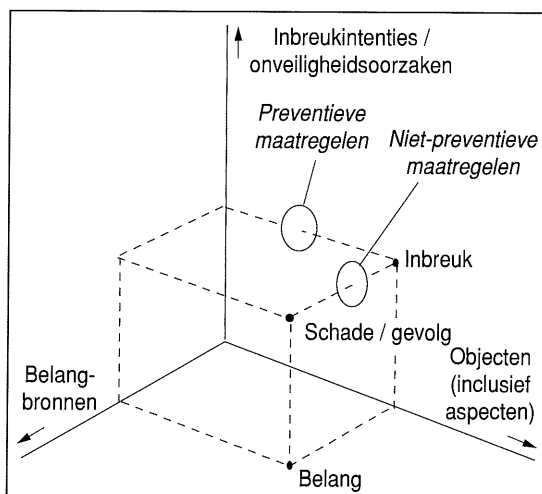 Inbreukintenties /
onveiligheidsoorzaken
Preventieve
maatregelen
Niet-preventieve
maatregelen
Inbreuk
Schade / gevolg
Objecten
(inclusief
aspecten)
Belang-
bronnen
Belang